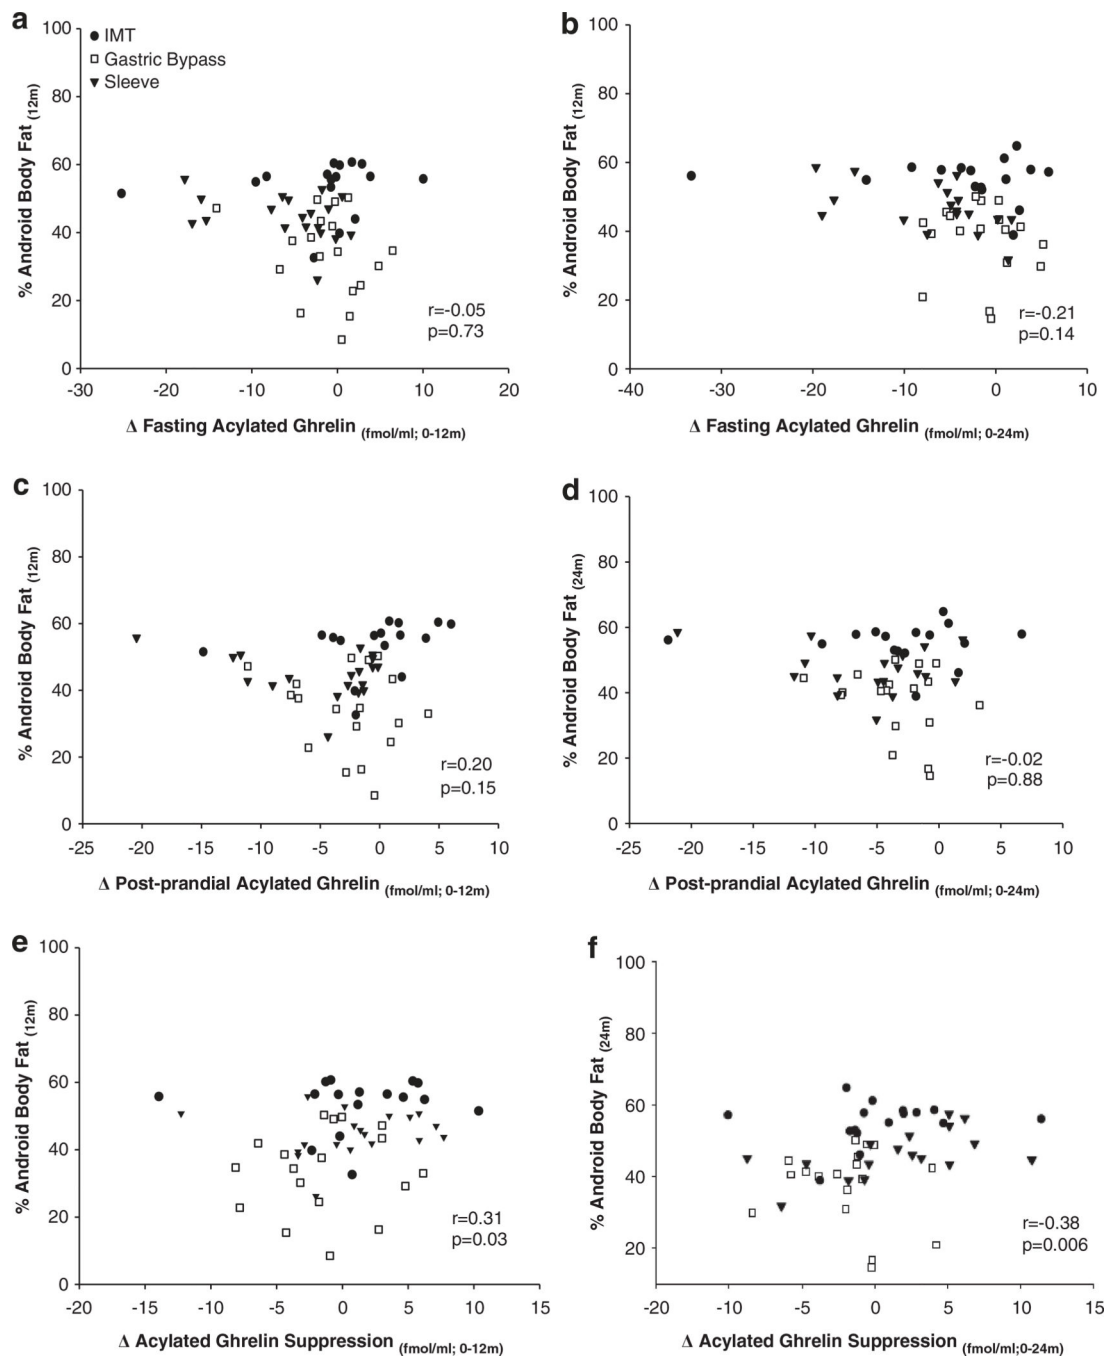 a
100
80
60
40
20
0
% Android Body Fat (12m)
IMT
Gastric Bypass
Sleeve
r=-0.05
p=0.73
-30 -20 -10 0 10 20
Δ Fasting Acylated Ghrelin (fmol/ml; 0-12m)
b
100
80
60
40
20
0
% Android Body Fat (12m)
r=-0.21
p=0.14
-40 -30 -20 -10 0 10
Δ Fasting Acylated Ghrelin (fmol/ml; 0-24m)
c
100
80
60
40
20
0
% Android Body Fat (12m)
r=0.20
p=0.15
-25 -20 -15 -10 -5 0 5 10
Δ Post-prandial Acylated Ghrelin (fmol/ml; 0-12m)
d
100
80
60
40
20
0
% Android Body Fat (24m)
r=-0.02
p=0.88
-25 -20 -15 -10 -5 0 5 10
Δ Post-prandial Acylated Ghrelin (fmol/ml; 0-24m)
e
100
80
60
40
20
0
% Android Body Fat (12m)
r=0.31
p=0.03
-20 -15 -10 -5 0 5 10 15
Δ Acylated Ghrelin Suppression (fmol/ml; 0-12m)
f
100
80
60
40
20
% Android Body Fat (24m)
r=-0.38
p=0.006
-20 -15 -10 -5 0 5 10 15
Δ Acylated Ghrelin Suppression (fmol/ml;0-24m)